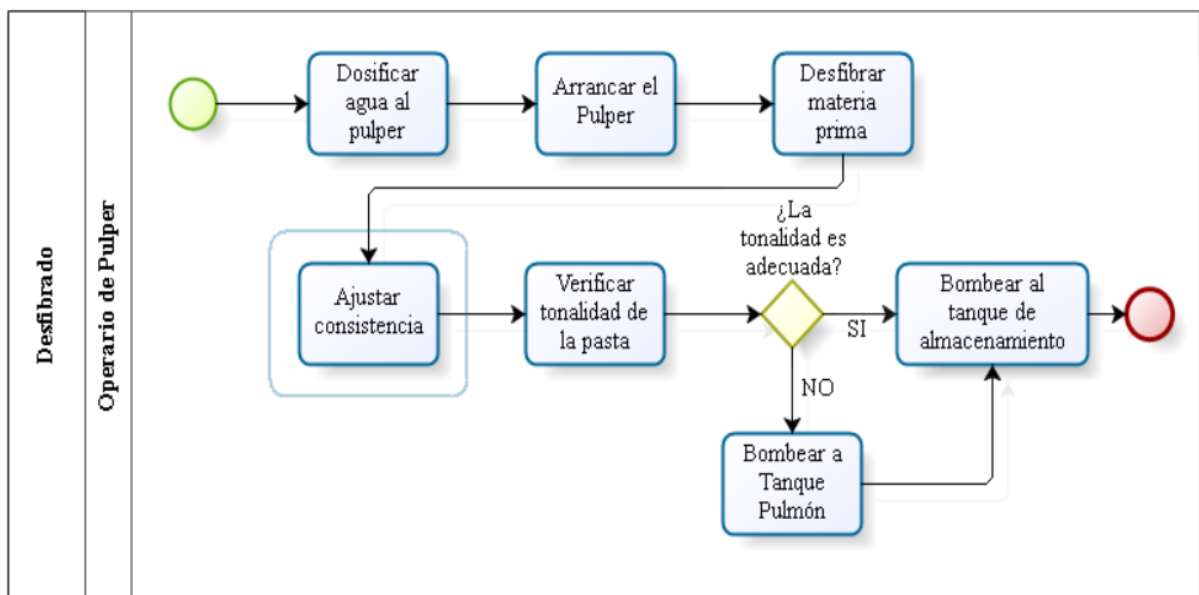 Desfibrado
Operario de Pulper
Dosificar
agua al
pulper
Arrancar el
Pulper
Desfibrar
materia
prima
Ajustar
consistencia
Verificar
tonalidad de
la pasta
¿La
tonalidad es
adecuada?
SI
NO
Bombear al
tanque de
almacenamiento
Bombear a
Tanque
Pulmón